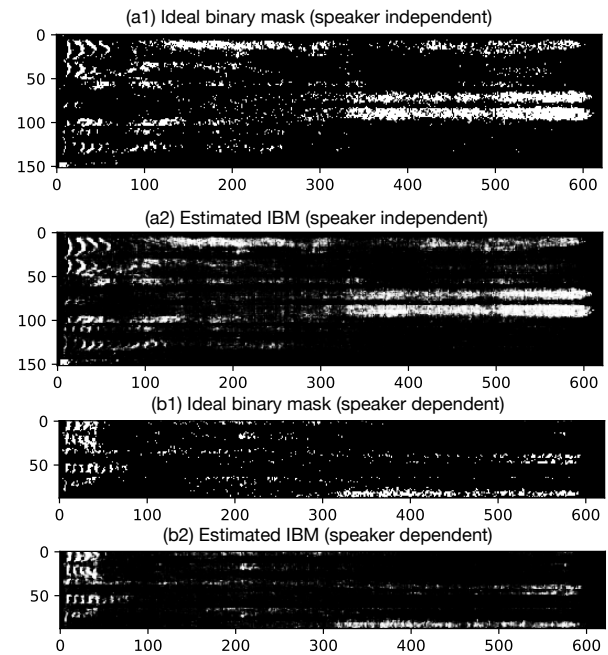 (a1) Ideal binary mask (speaker independent)
0
50
100
150
0 100 200 300 400 500 600
(a2) Estimated IBM (speaker independent)
0
50
100
150
0 100 200 300 400 500 600
(b1) Ideal binary mask (speaker dependent)
0
50
0 100 200 300 400 500 600
(b2) Estimated IBM (speaker dependent)
0
50
0 100 200 300 400 500 600